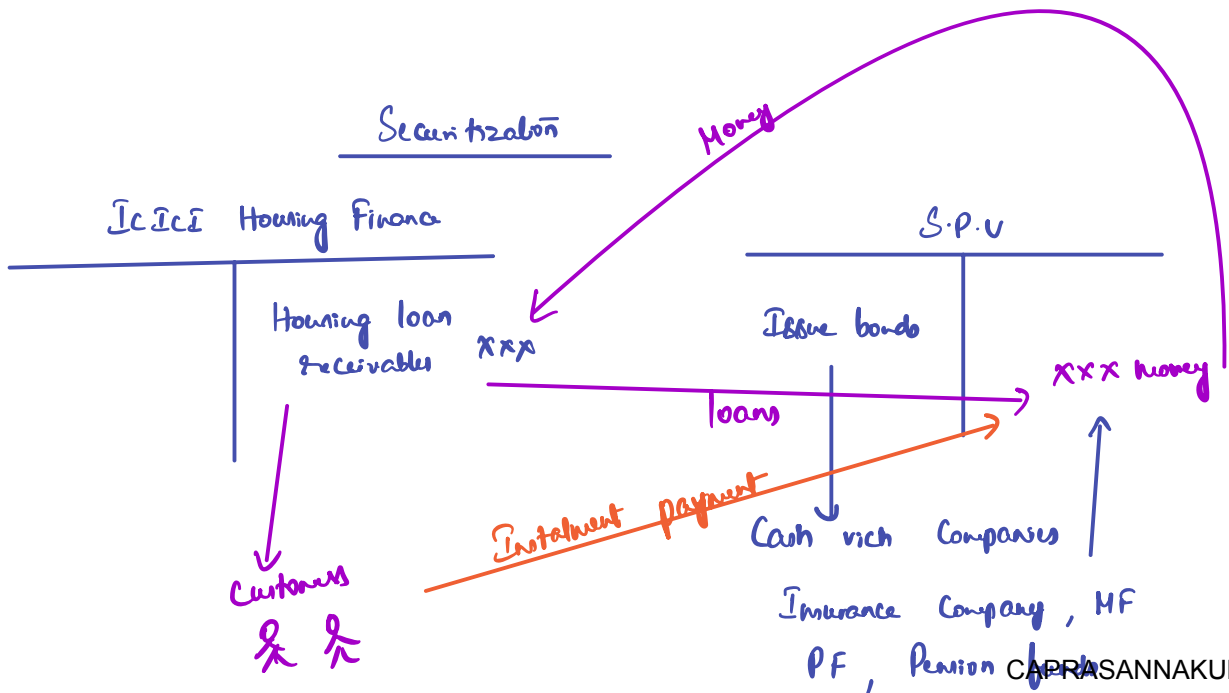 Securitization
Money
ICICI Housing Finance
S.P.V
Housing loan
receivables xxx
Issue bonds
xxx money
loans
Instalment payment
Cash rich Companies
Customers
Insurance Company, MF
PF, Pension funds
CAPRASANNAKU